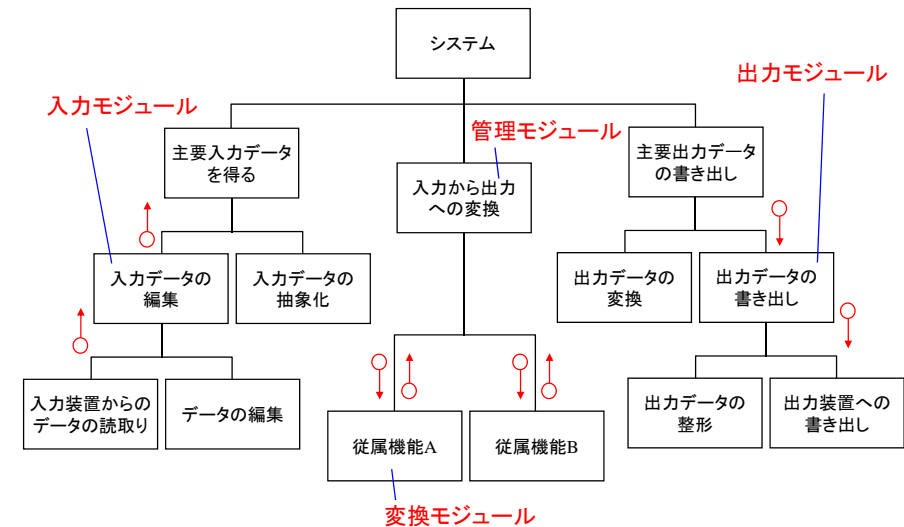 システム
入力モジュール
出力モジュール
管理モジュール
主要入力データ
を得る
入力から出力
への変換
主要出力データ
の書き出し
入力データの
編集
入力データの
抽象化
出力データの
変換
出力データの
書き出し
入力装置からの
データの読取り
データの編集
従属機能A
従属機能B
出力データの
整形
出力装置への
書き出し
変換モジュール